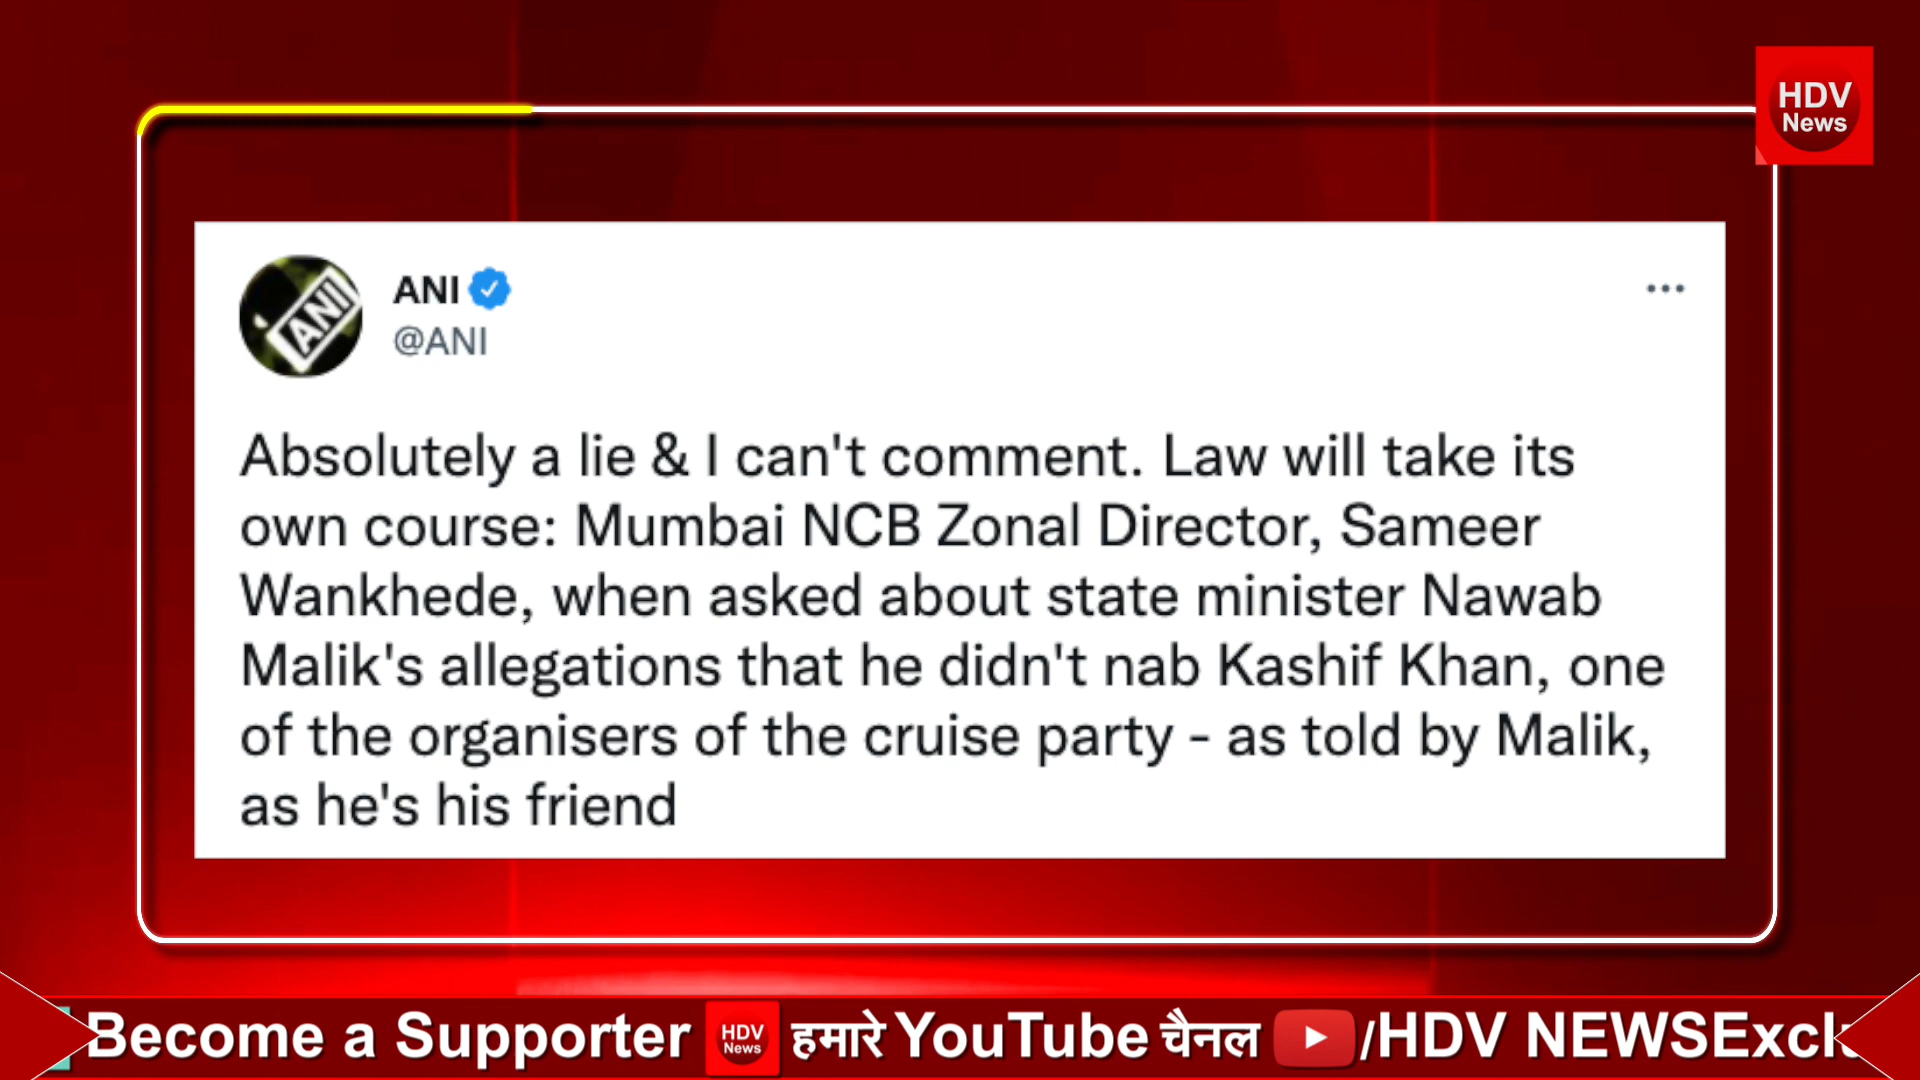 HDV
News
ANI
ANI
@ANI
Absolutely a lie & I can't comment. Law will take its
own course: Mumbai NCB Zonal Director, Sameer
Wankhede, when asked about state minister Nawab
Malik's allegations that he didn't nab Kashif Khan, one
of the organisers of the cruise party - as told by Malik,
as he's his friend
Become a Supporter HDV News हमारे YouTube चैनल /HDV NEWSExcl